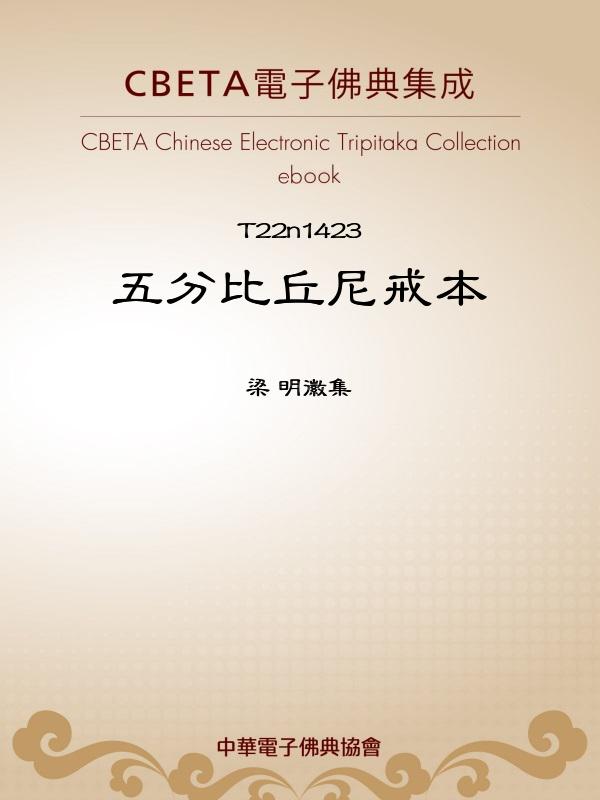 CBETA電子佛典集成
CBETA Chinese Electronic Tripitaka Collection
ebook
T22n1423
五分比丘尼戒本
梁 明徽集
中華電子佛典協會